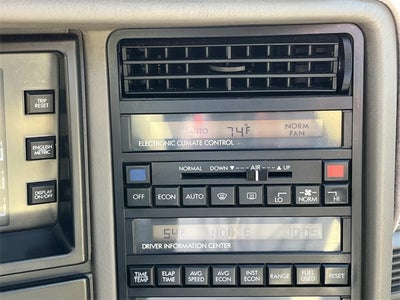 TRIP
RESET
ENGLISH
METRIC
DISPLAY
ON-OFF
AUTO 74°F NORM
FAN
ELECTRONIC CLIMATE CONTROL
NORMAL DOWN ▼ AIR ▲ UP
OFF ECON AUTO LO NORM HI
54°F NOV 6 10:05
DRIVER INFORMATION CENTER
TIME
TEMP
ELAP
TIME
AVG
SPEED
AVG
ECON
INST
ECON
RANGE
FUEL
USED
RESET